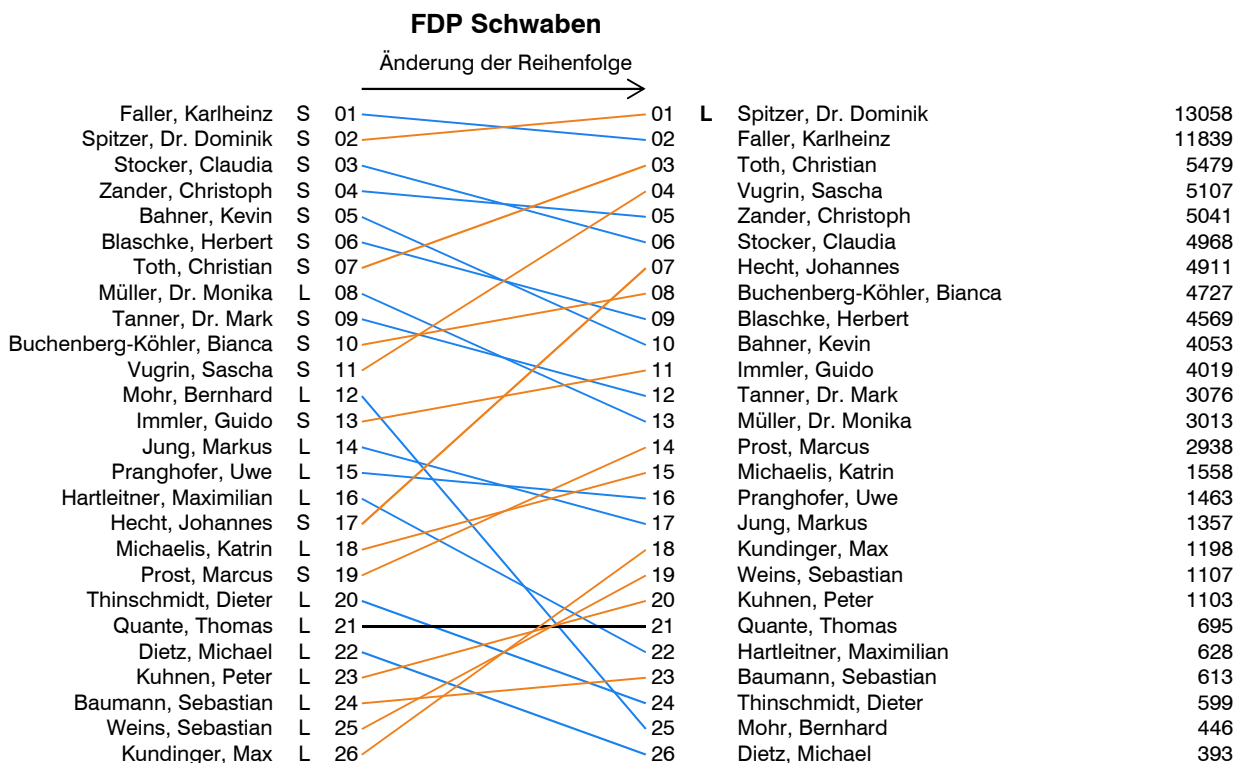 FDP Schwaben
Änderung der Reihenfolge
Faller, Karlheinz S 01 01 L Spitzer, Dr. Dominik 13058
Spitzer, Dr. Dominik S 02 02 Faller, Karlheinz 11839
Stocker, Claudia S 03 03 Toth, Christian 5479
Zander, Christoph S 04 04 Vugrin, Sascha 5107
Bahner, Kevin S 05 05 Zander, Christoph 5041
Blaschke, Herbert S 06 06 Stocker, Claudia 4968
Toth, Christian S 07 07 Hecht, Johannes 4911
Müller, Dr. Monika L 08 08 Buchenberg-Köhler, Bianca 4727
Tanner, Dr. Mark S 09 09 Blaschke, Herbert 4569
Buchenberg-Köhler, Bianca S 10 10 Bahner, Kevin 4053
Vugrin, Sascha S 11 11 Immler, Guido 4019
Mohr, Bernhard L 12 12 Tanner, Dr. Mark 3076
Immler, Guido S 13 13 Müller, Dr. Monika 3013
Jung, Markus L 14 14 Prost, Marcus 2938
Pranghofer, Uwe L 15 15 Michaelis, Katrin 1558
Hartleitner, Maximilian L 16 16 Pranghofer, Uwe 1463
Hecht, Johannes S 17 17 Jung, Markus 1357
Michaelis, Katrin L 18 18 Kundinger, Max 1198
Prost, Marcus S 19 19 Weins, Sebastian 1107
Thinschmidt, Dieter L 20 20 Kuhnen, Peter 1103
Quante, Thomas L 21 21 Quante, Thomas 695
Dietz, Michael L 22 22 Hartleitner, Maximilian 628
Kuhnen, Peter L 23 23 Baumann, Sebastian 613
Baumann, Sebastian L 24 24 Thinschmidt, Dieter 599
Weins, Sebastian L 25 25 Mohr, Bernhard 446
Kundinger, Max L 26 26 Dietz, Michael 393